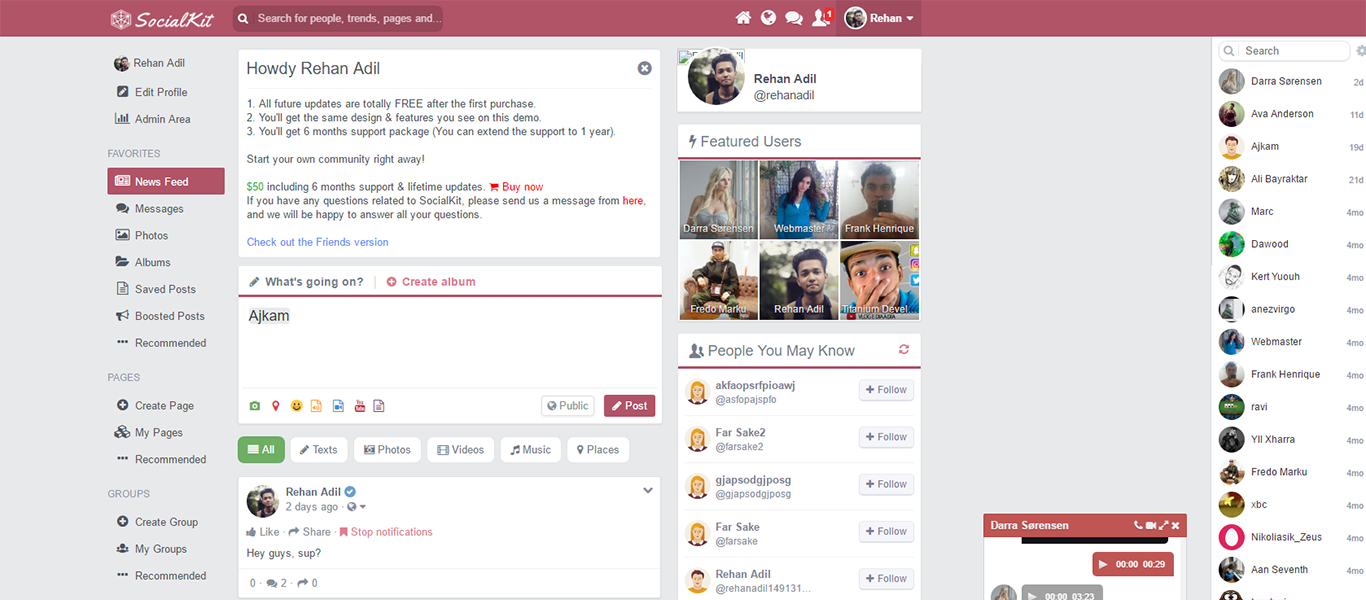 SocialKit
Search for people, trends, pages and...
1
Rehan
Rehan Adil
Edit Profile
Admin Area
FAVORITES
News Feed
Messages
Photos
Albums
Saved Posts
Boosted Posts
Recommended
PAGES
Create Page
My Pages
Recommended
GROUPS
Create Group
My Groups
Recommended
Howdy Rehan Adil
1. All future updates are totally FREE after the first purchase.
2. You'll get the same design & features you see on this demo.
3. You'll get 6 months support package (You can extend the support to 1 year).
Start your own community right away!
$50 including 6 months support & lifetime updates. Buy now
If you have any questions related to SocialKit, please send us a message from here,
and we will be happy to answer all your questions.
Check out the Friends version
What's going on?
Create album
Ajkam
Public
Post
All
Texts
Photos
Videos
Music
Places
Rehan Adil
2 days ago ·
Like · Share · Stop notifications
Hey guys, sup?
0 · 2 · 0
Rehan Adil
@rehanadil
Featured Users
Darra Sørensen
Webmaster
Frank Henrique
Fredo Marku
Rehan Adil
Titanium Devel...
People You May Know
akfaopsrfpioawj
@asfopajspfo
+ Follow
Far Sake2
@farsake2
+ Follow
gjapsodgjposg
@gjapsodgjposg
+ Follow
Far Sake
@farsake
+ Follow
Rehan Adil
@rehanadil149131...
+ Follow
Darra Sørensen
00:00 00:29
00:00 03:23
Search
Darra Sørensen 2d
Ava Anderson 11d
Ajkam 19d
Ali Bayraktar 21d
Marc 4mo
Dawood 4mo
Kert Yuouh 4mo
anezvirgo 4mo
Webmaster 4mo
Frank Henrique 4mo
ravi 4mo
Yll Xharra 4mo
Fredo Marku 4mo
xbc 4mo
Nikoliasik_Zeus 4mo
Aan Seventh 4mo